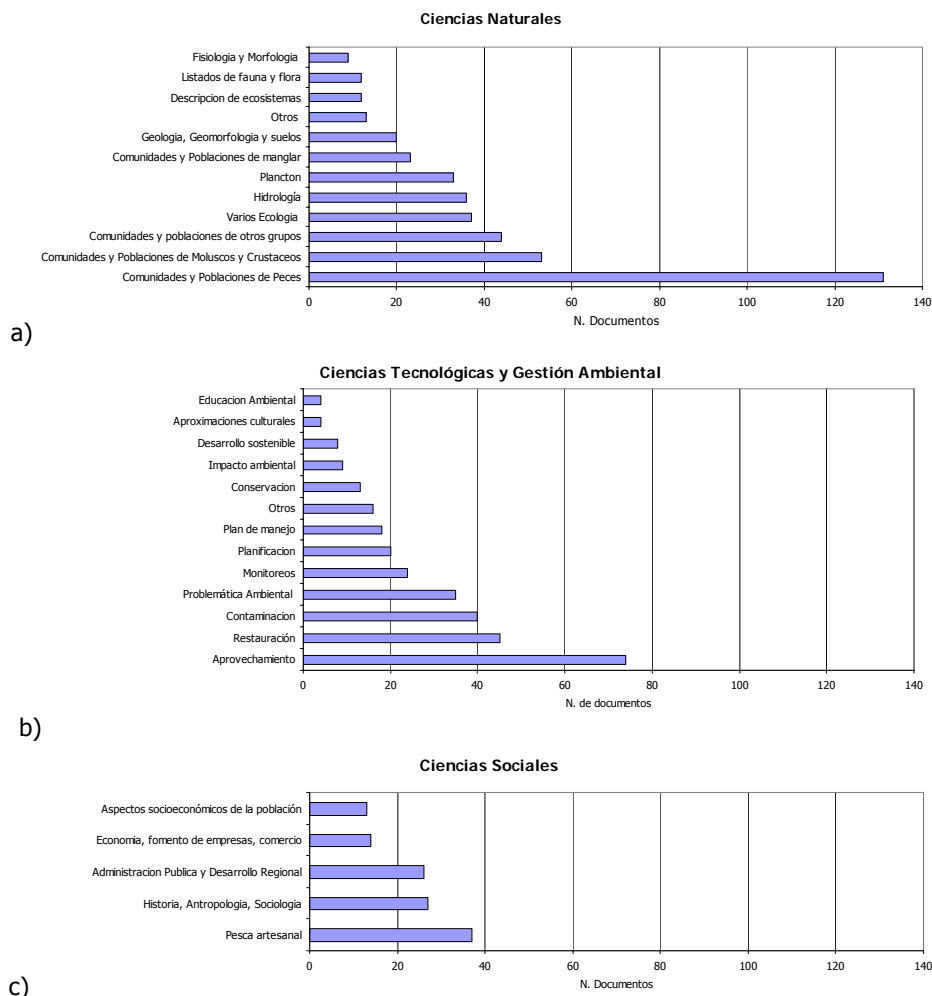 Ciencias Naturales
Fisiologia y Morfologia
Listados de fauna y flora
Descripcion de ecosistemas
Otros
Geologia, Geomorfologia y suelos
Comunidades y Poblaciones de manglar
Plancton
Hidrología
Varios Ecologia
Comunidades y poblaciones de otros grupos
Comunidades y Poblaciones de Moluscos y Crustaceos
Comunidades y Poblaciones de Peces
0 20 40 60 80 100 120 140
N. Documentos
a)
Ciencias Tecnológicas y Gestión Ambiental
Educacion Ambiental
Aproximaciones culturales
Desarrollo sostenible
Impacto ambiental
Conservacion
Otros
Plan de manejo
Planificacion
Monitoreos
Problemática Ambiental
Contaminacion
Restauración
Aprovechamiento
0 20 40 60 80 100 120 140
N. de documentos
b)
Ciencias Sociales
Aspectos socioeconómicos de la población
Economia, fomento de empresas, comercio
Administracion Publica y Desarrollo Regional
Historia, Antropologia, Sociologia
Pesca artesanal
0 20 40 60 80 100 120 140
N. Documentos
c)